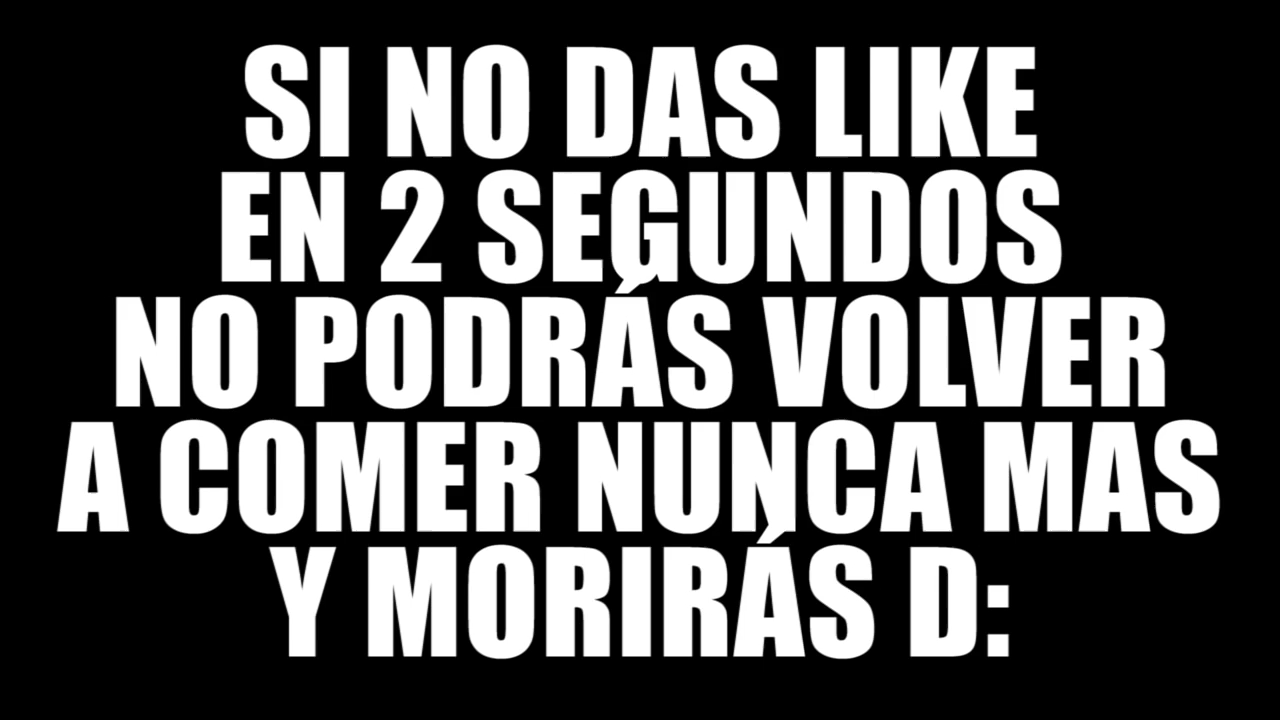 SI NO DAS LIKE
EN 2 SEGUNDOS
NO PODRÁS VOLVER
A COMER NUNCA MAS
Y MORIRÁS D: